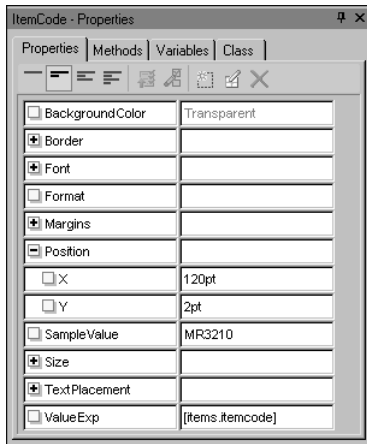 ItemCode - Properties
Properties Methods Variables Class
BackgroundColor Transparent
Border
Font
Format
Margins
Position
X 120pt
Y 2pt
SampleValue MR3210
Size
TextPlacement
ValueExp [items.itemcode]